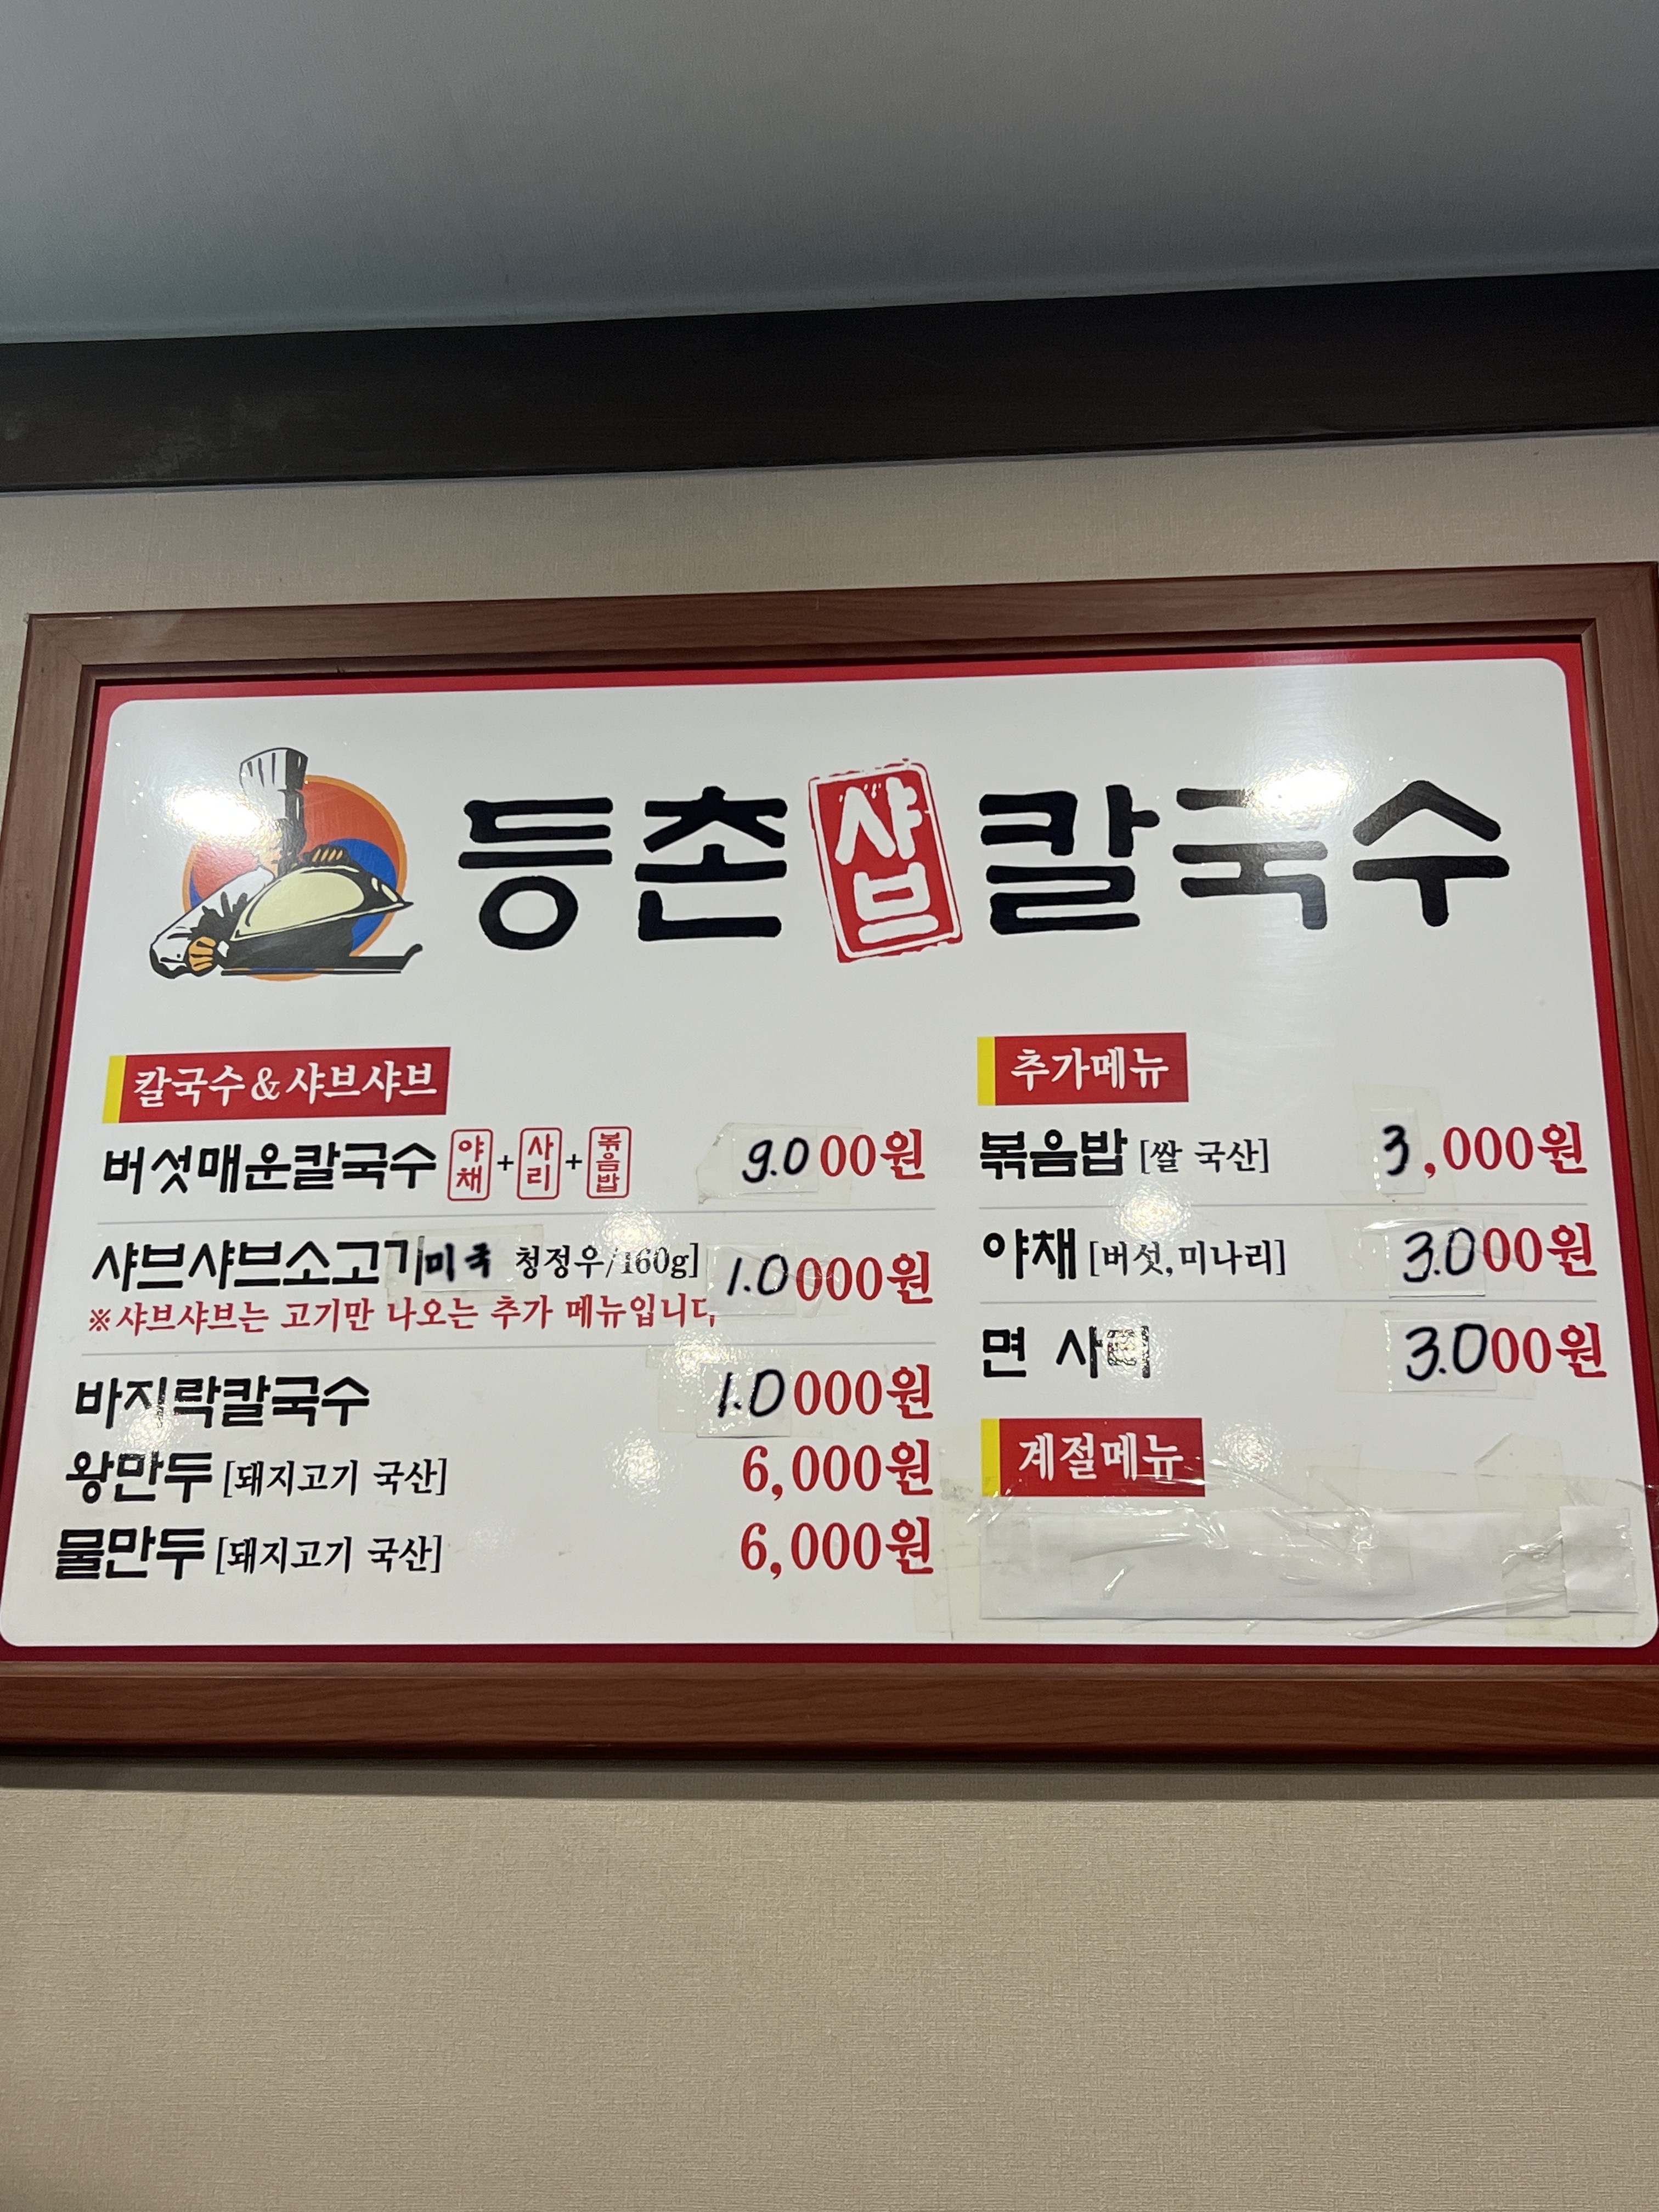 등촌 샤브 칼국수
칼국수&샤브샤브
버섯매운칼국수 야채+사리+볶음밥 9.000원
샤브샤브소고기 미국 청정우/160g] 1.0000원
※샤브샤브는 고기만 나오는 추가 메뉴입니다
바지락칼국수 1.0000원
왕만두 [돼지고기 국산] 6,000원
물만두 [돼지고기 국산] 6,000원
추가메뉴
볶음밥 [쌀 국산] 3,000원
야채 [버섯,미나리] 3.000원
면 사리 3.000원
계절메뉴